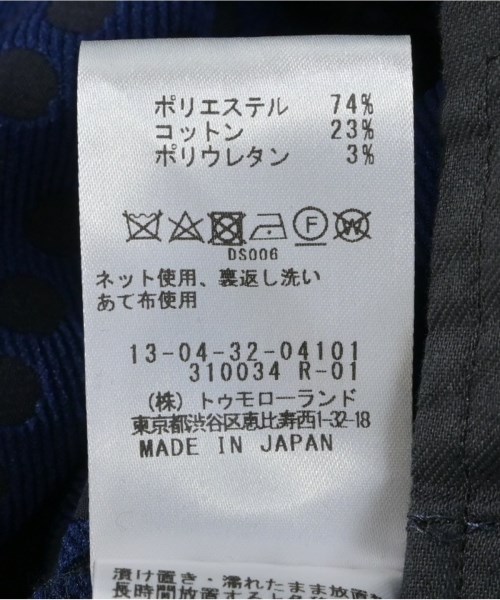 ポリエステル 74%
コットン 23%
ポリウレタン 3%
F W
DS006
ネット使用、裏返し洗い
あて布使用
13-04-32-04101
310034 R-01
(株)トゥモローランド
東京都渋谷区恵比寿西1-32-18
MADE IN JAPAN
漬け置き・濡れたまま放置